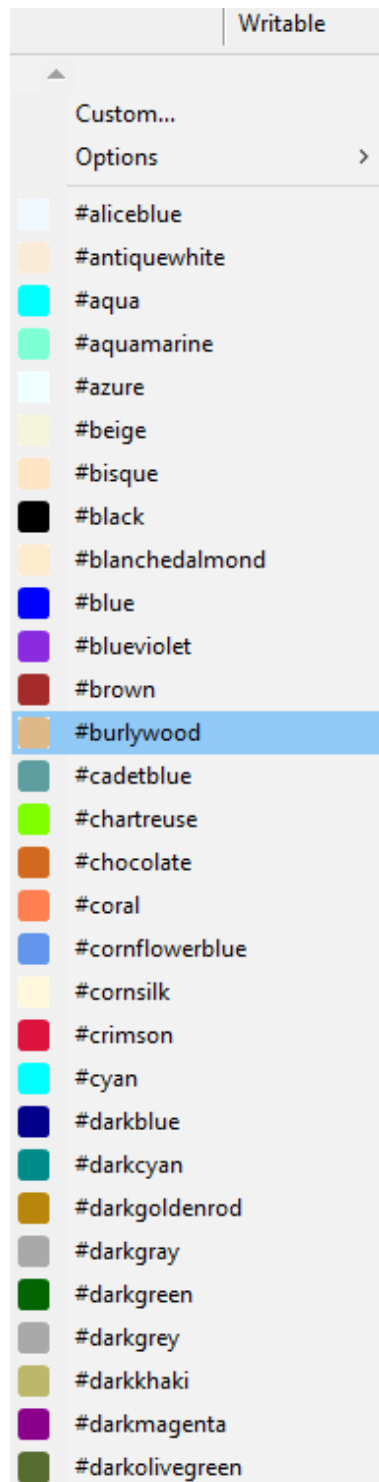 Writable
Custom...
Options
#aliceblue
#antiquewhite
#aqua
#aquamarine
#azure
#beige
#bisque
#black
#blanchedalmond
#blue
#blueviolet
#brown
#burlywood
#cadetblue
#chartreuse
#chocolate
#coral
#cornflowerblue
#cornsilk
#crimson
#cyan
#darkblue
#darkcyan
#darkgoldenrod
#darkgray
#darkgreen
#darkgrey
#darkkhaki
#darkmagenta
#darkolivegreen